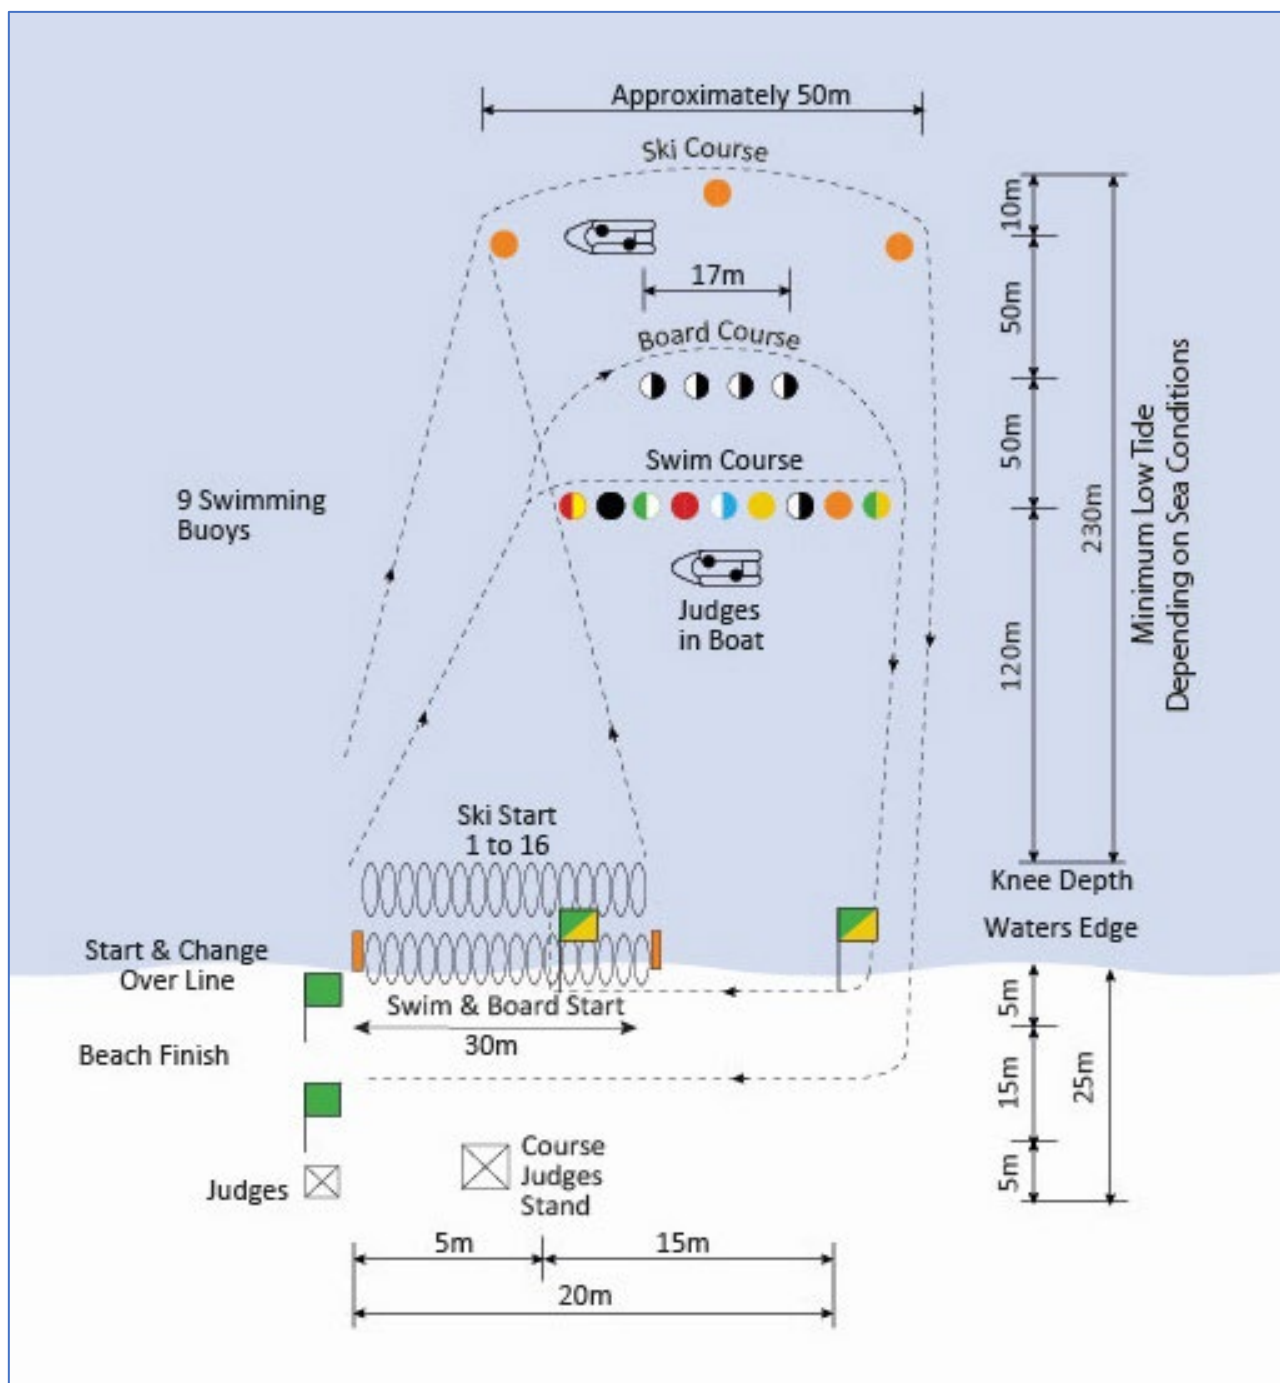 Approximately 50m
Ski Course
10m
17m
50m
Board Course
50m
Swim Course
9 Swimming
Buoys
230m
Minimum Low Tide
Depending on Sea Conditions
Judges
in Boat
120m
Ski Start
1 to 16
Knee Depth
Waters Edge
Start & Change
Over Line
Swim & Board Start
30m
5m
Beach Finish
15m
25m
Course
Judges
Stand
Judges
5m
5m
15m
20m